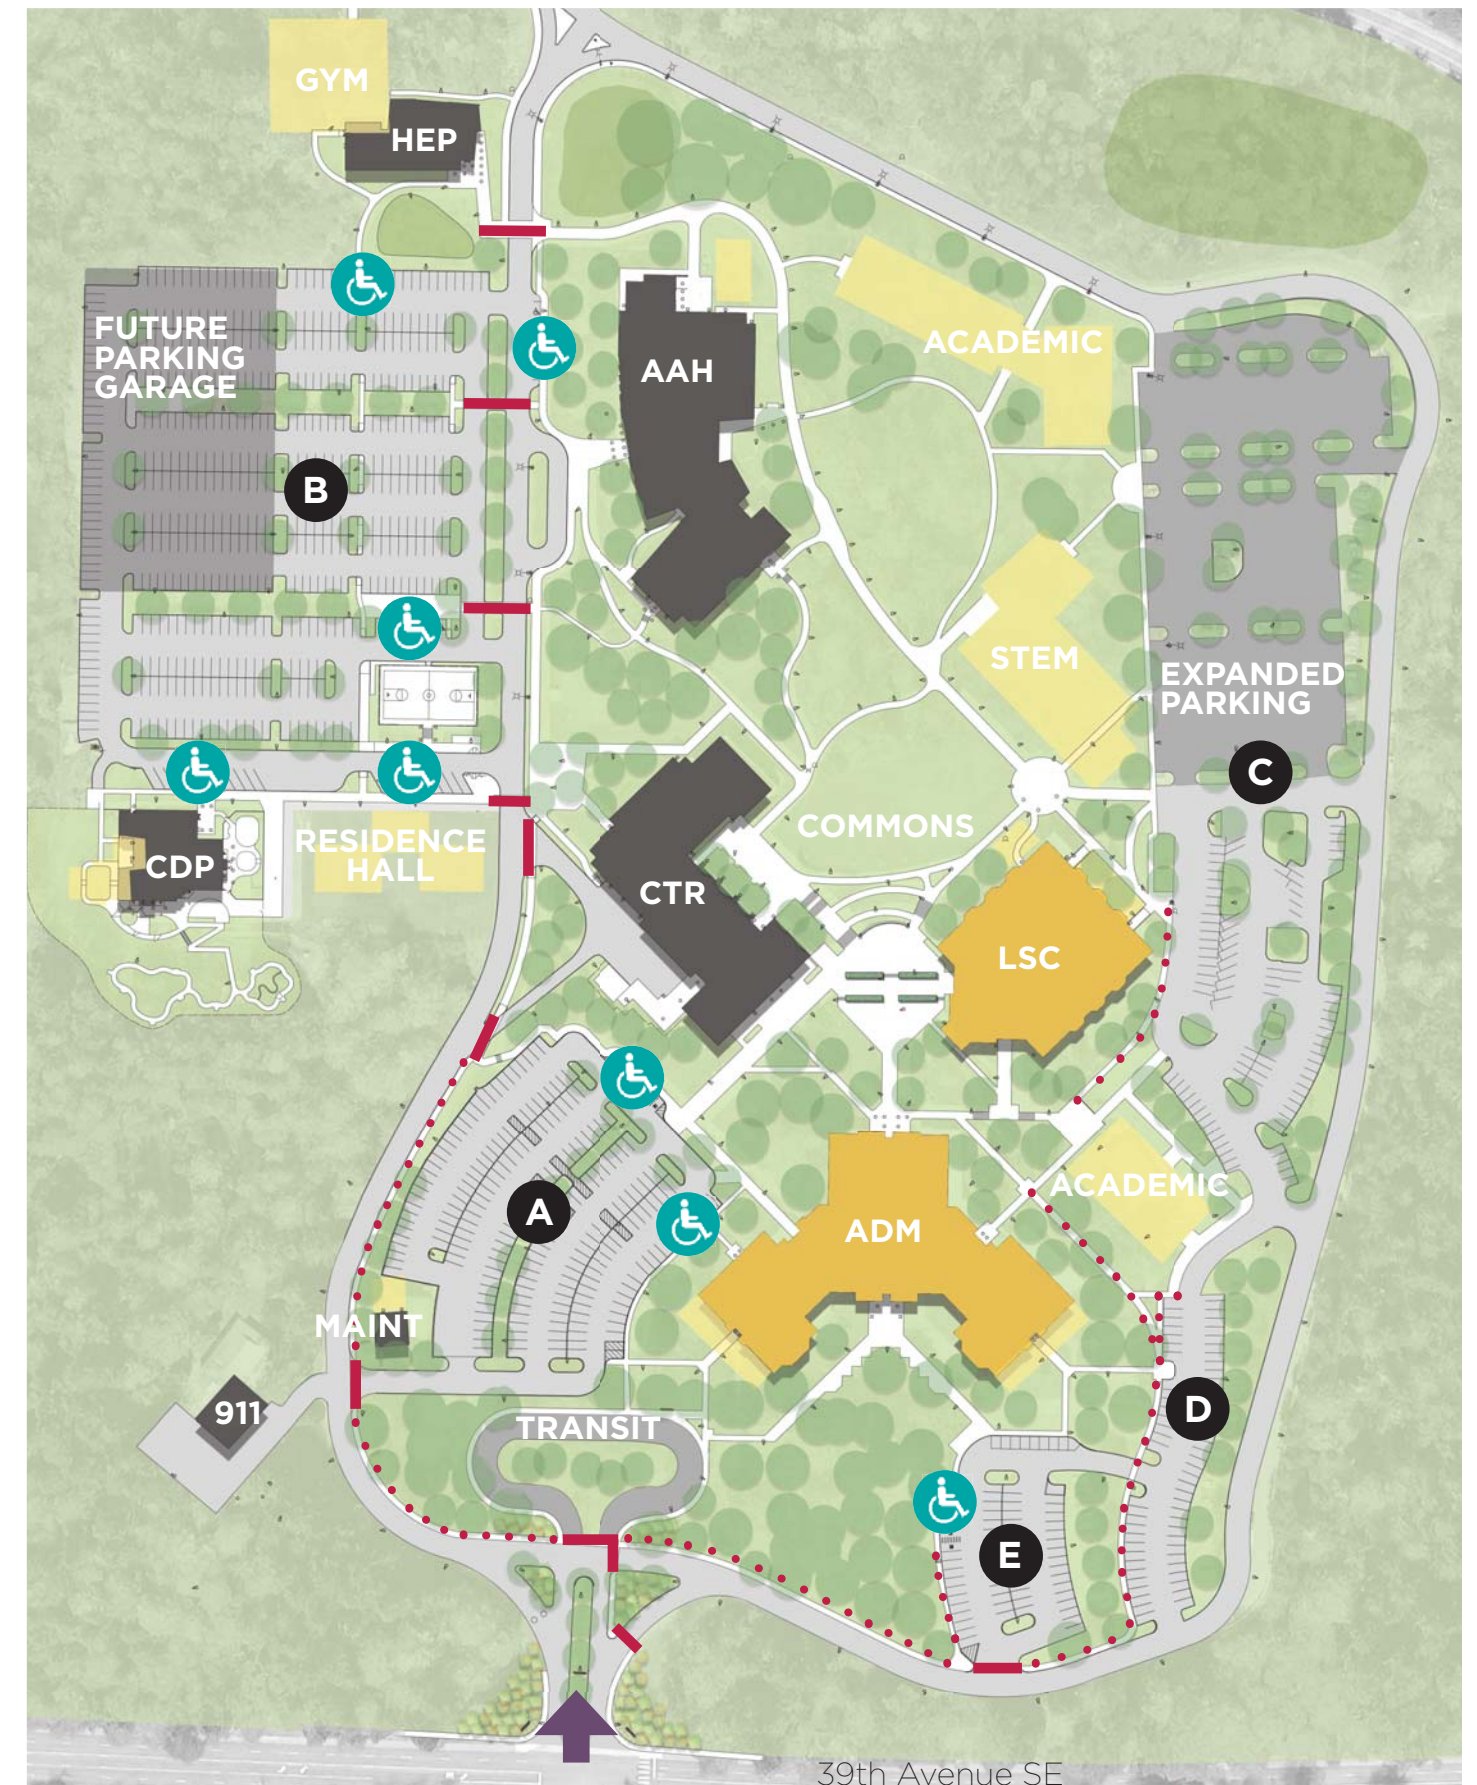 GYM
HEP
FUTURE
PARKING
GARAGE
AAH
ACADEMIC
B
STEM
EXPANDED
PARKING
C
COMMONS
RESIDENCE
HALL
CDP
CTR
LSC
ACADEMIC
A
ADM
MAINT
911
TRANSIT
D
E
39th Avenue SE